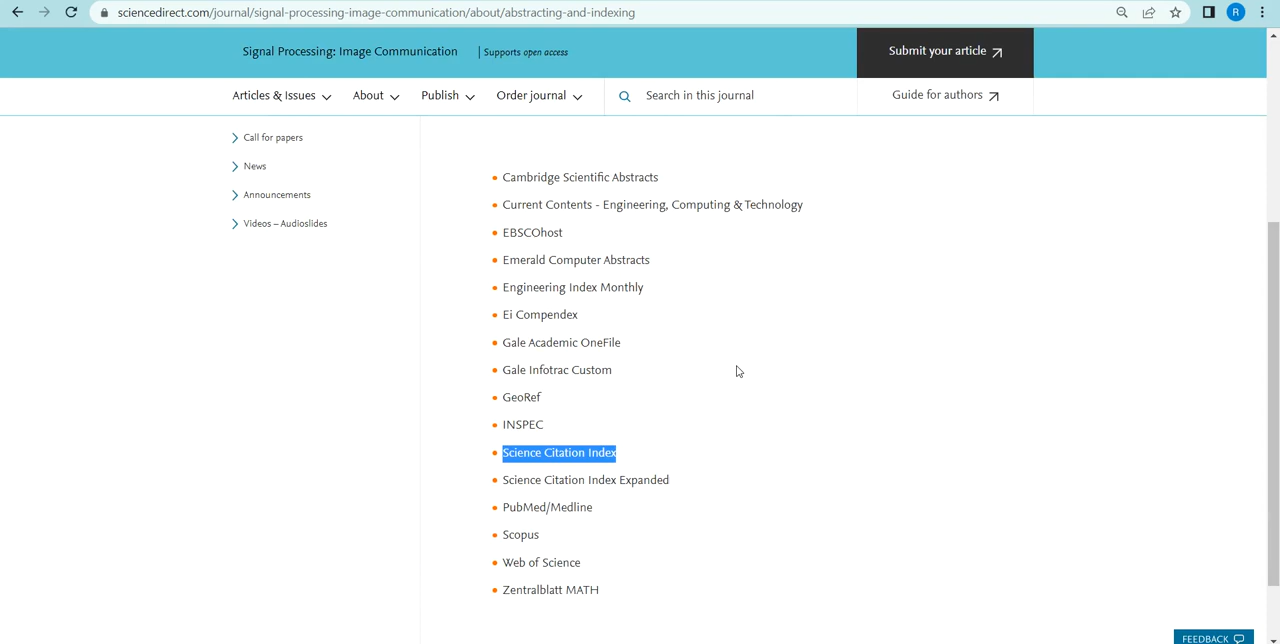 sciencedirect.com/journal/signal-processing-image-communication/about/abstracting-and-indexing
R
Signal Processing: Image Communication | Supports open access
Submit your article
Articles & Issues About Publish Order journal Search in this journal Guide for authors
Call for papers
News
Announcements
Videos – Audioslides
Cambridge Scientific Abstracts
Current Contents - Engineering, Computing & Technology
EBSCOhost
Emerald Computer Abstracts
Engineering Index Monthly
Ei Compendex
Gale Academic OneFile
Gale Infotrac Custom
GeoRef
INSPEC
Science Citation Index
Science Citation Index Expanded
PubMed/Medline
Scopus
Web of Science
Zentralblatt MATH
FEEDBACK